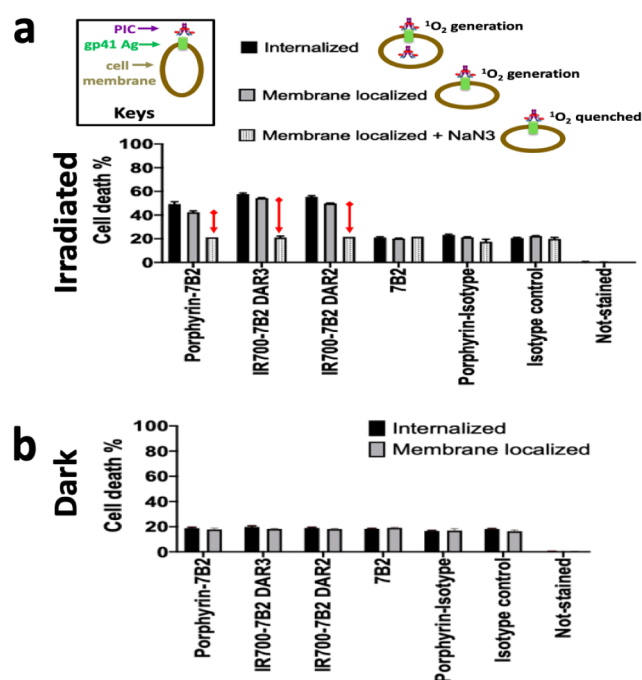 a
PIC
gp41 Ag
cell
membrane
Keys
Internalized
¹O₂ generation
Membrane localized
¹O₂ generation
Membrane localized + NaN3
¹O₂ quenched
Irradiated
Cell death %
100
80
60
40
20
0
Porphyrin-7B2
IR700-7B2 DAR3
IR700-7B2 DAR2
7B2
Porphyrin-Isotype
Isotype control
Not-stained
b
Dark
Internalized
Membrane localized
Cell death %
100
80
60
40
20
0
Porphyrin-7B2
IR700-7B2 DAR3
IR700-7B2 DAR2
7B2
Porphyrin-Isotype
Isotype control
Not-stained